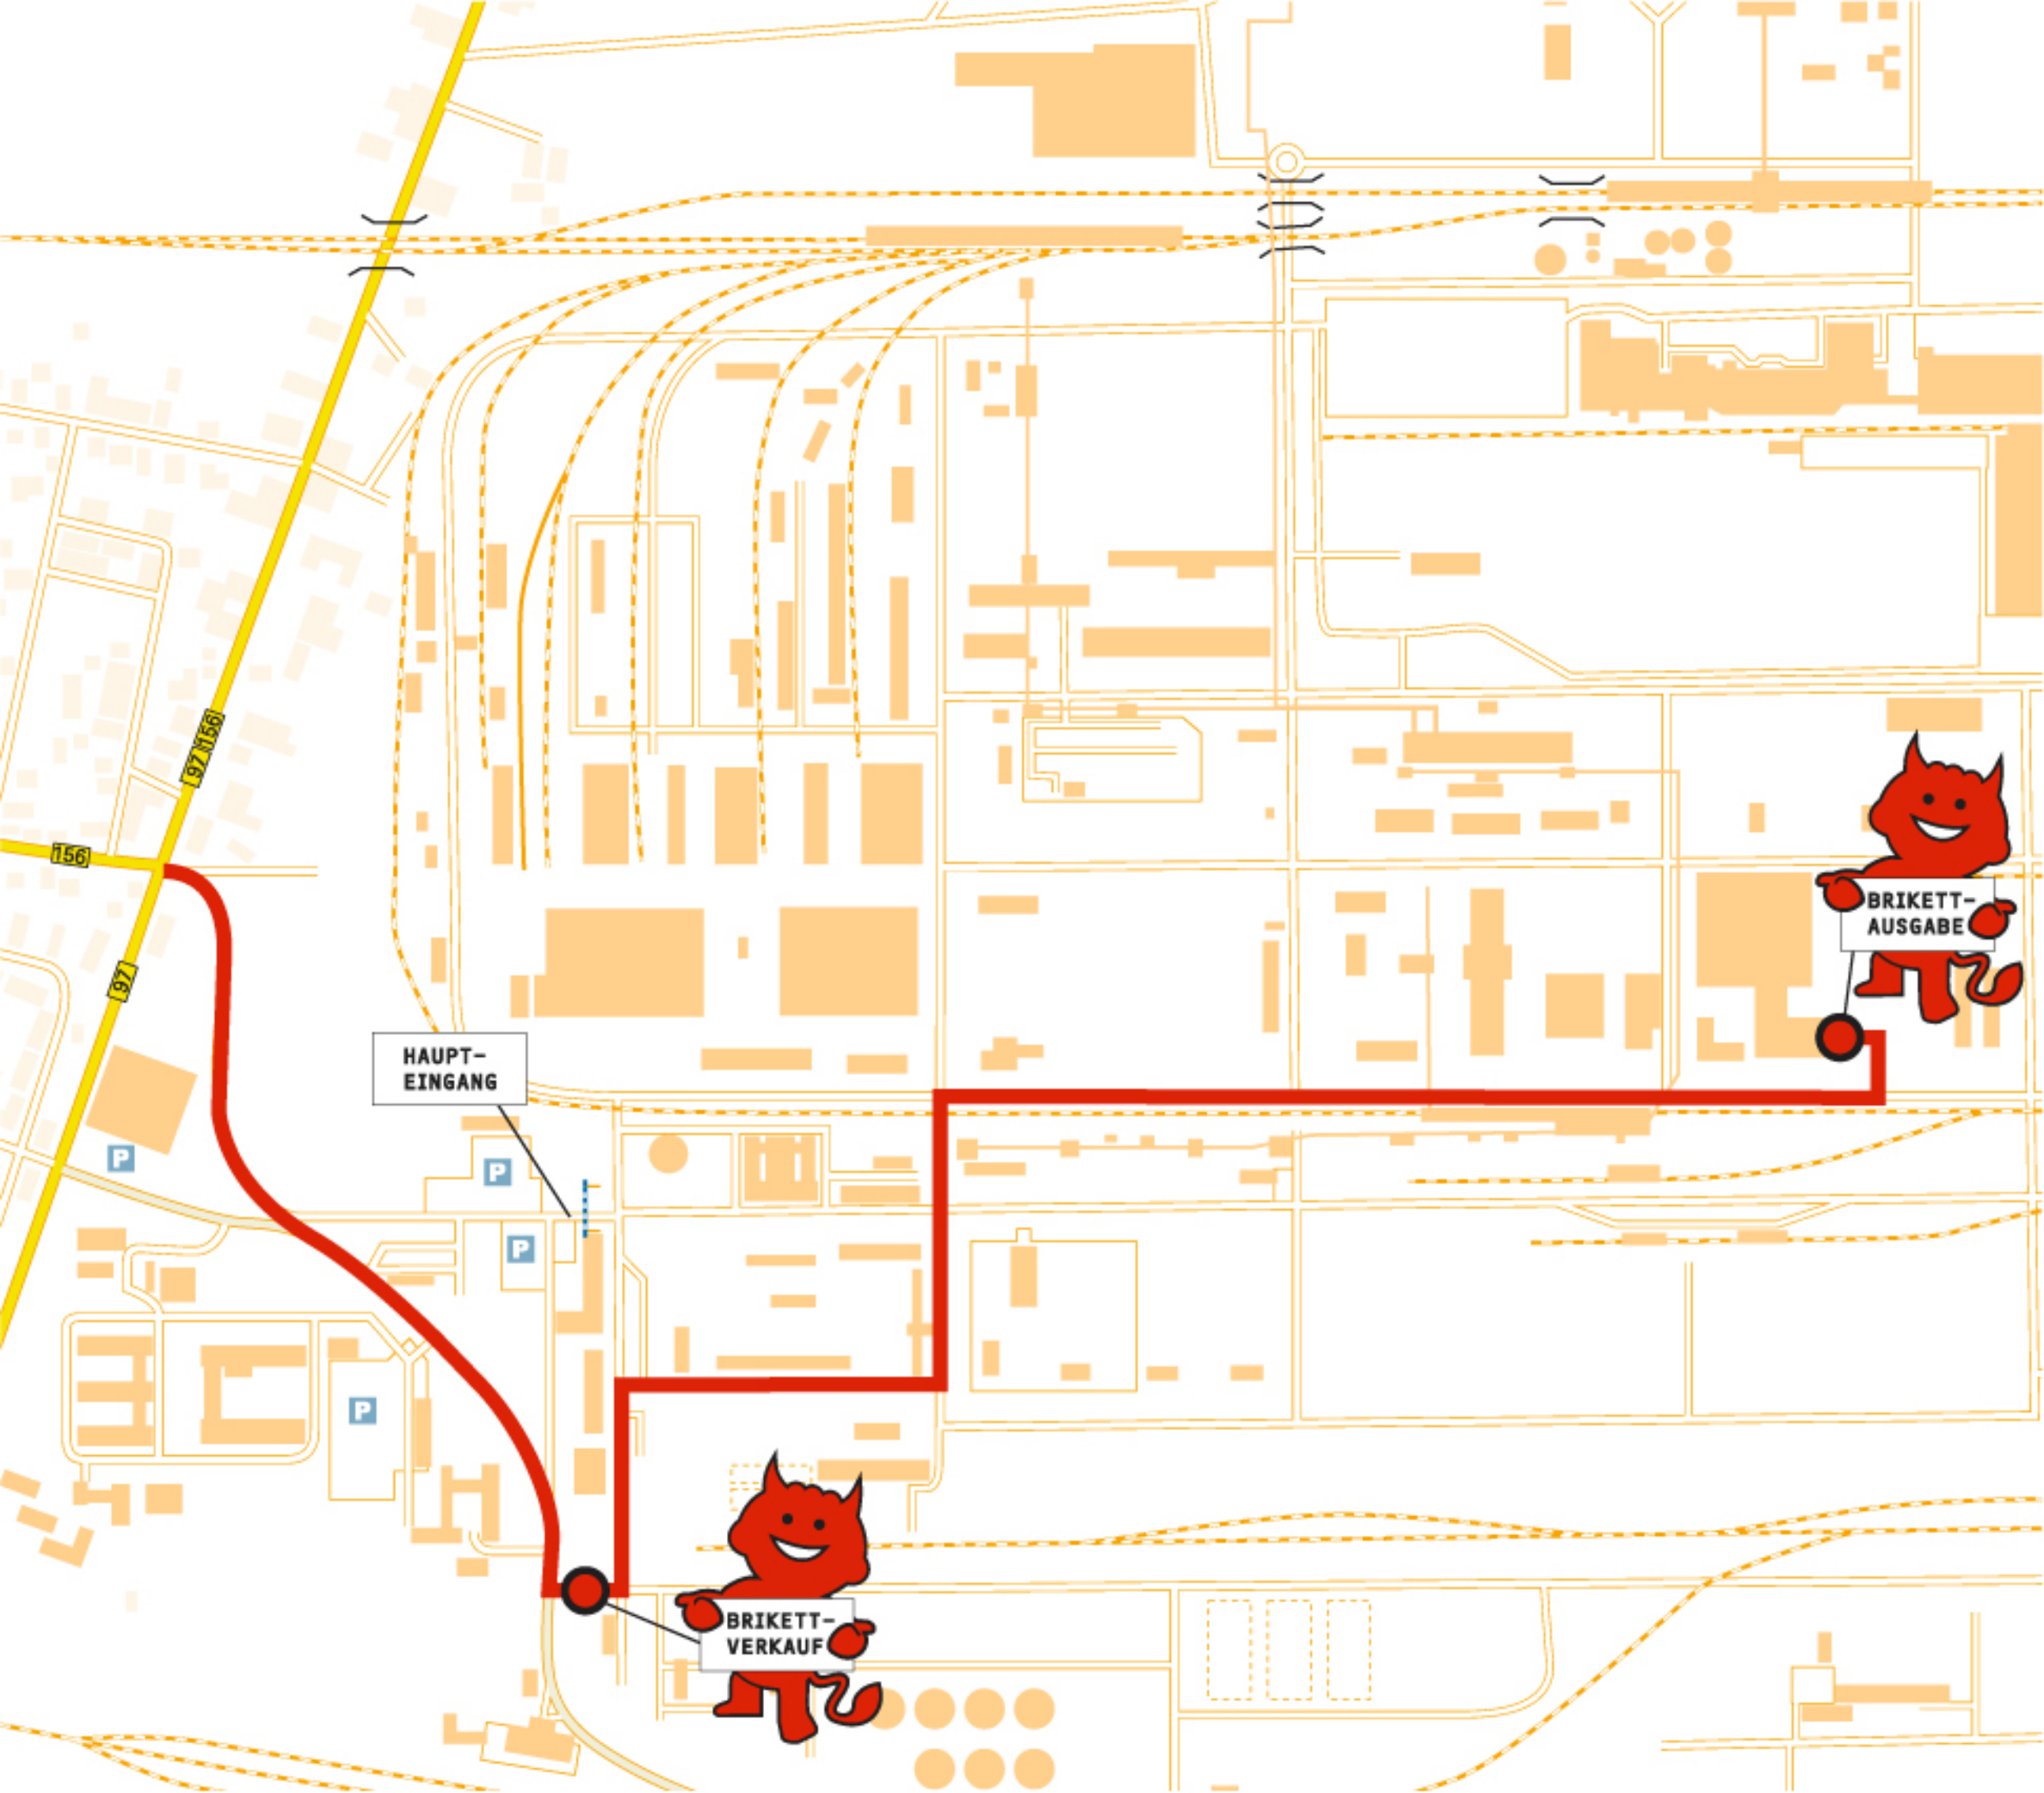 97 156
156
BRIKETT-
AUSGABE
97
HAUPT-
EINGANG
P
P
P
P
BRIKETT-
VERKAUF